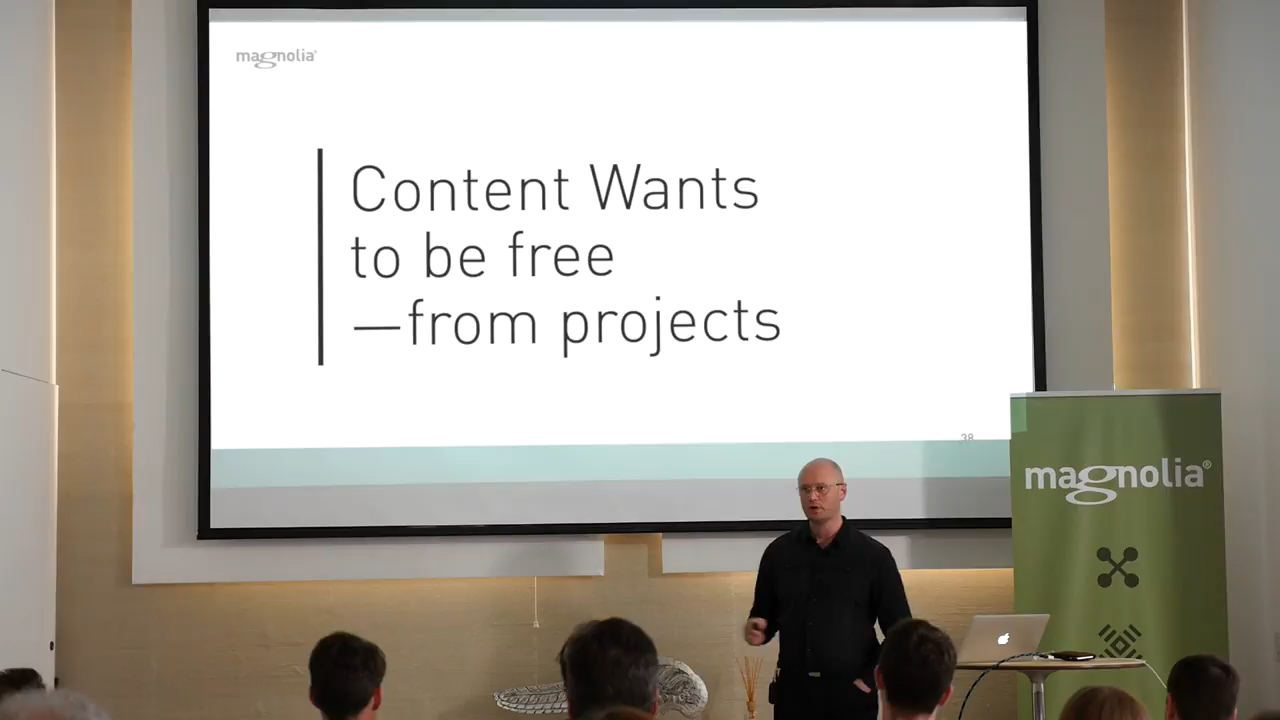 magnolia®
Content Wants
to be free
—from projects
38
magnolia®